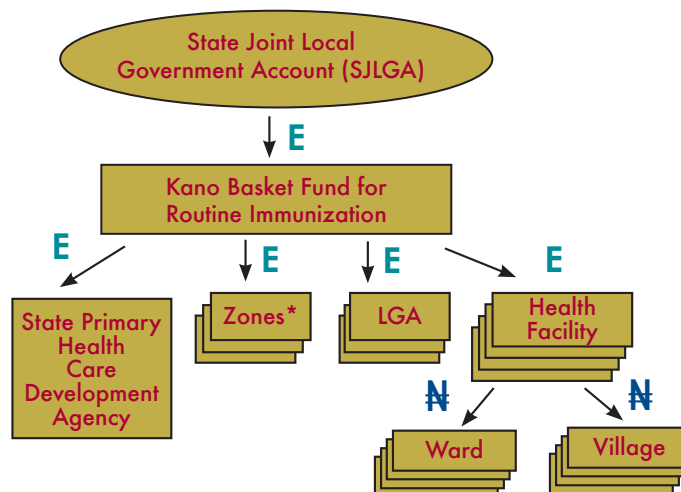 State Joint Local
Government Account (SJLGA)
E
Kano Basket Fund for
Routine Immunization
E
E
E
E
State Primary
Health
Care
Development
Agency
Zones*
LGA
Health
Facility
₦
₦
Ward
Village